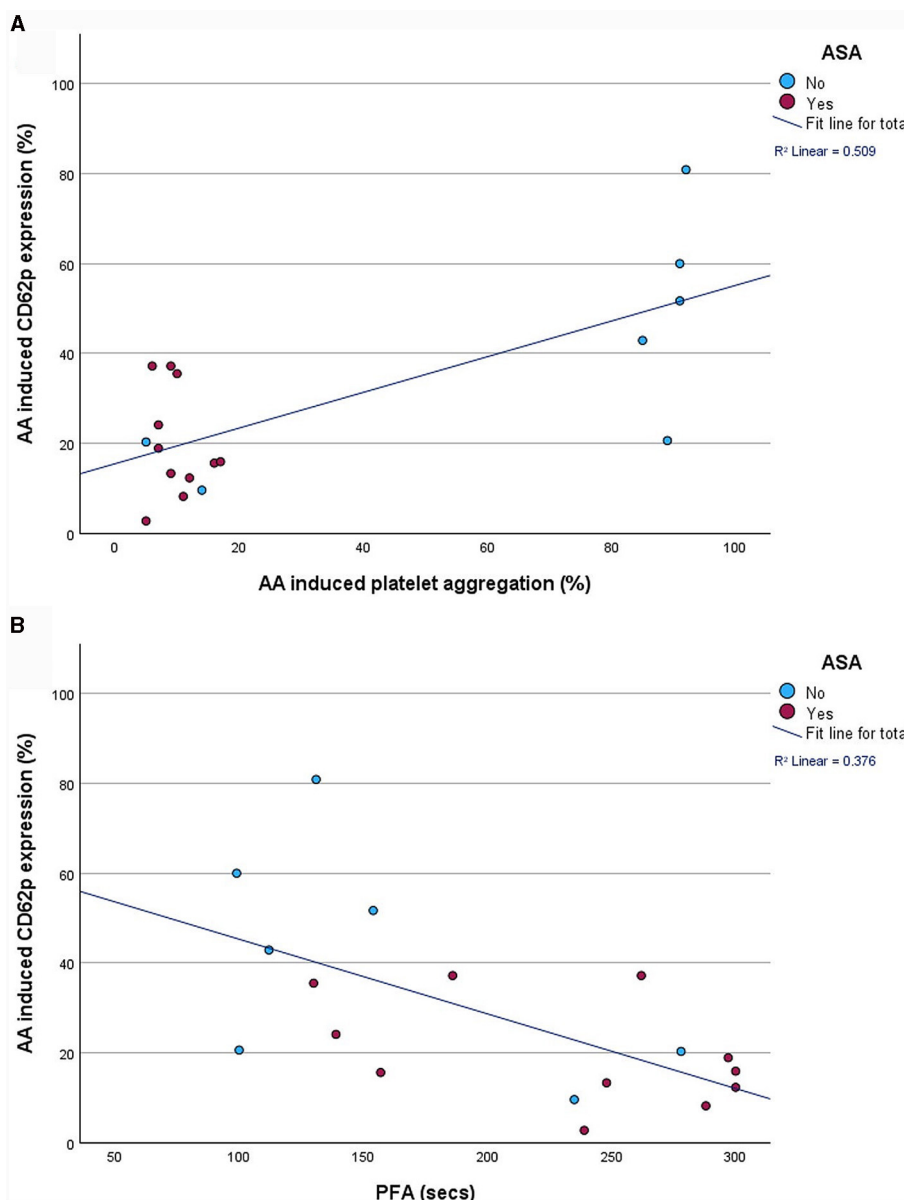 A
ASA
No
Yes
Fit line for tota
R² Linear = 0.509
AA induced CD62p expression (%)
100
80
60
40
20
0
0 20 40 60 80 100
AA induced platelet aggregation (%)
B
ASA
No
Yes
Fit line for tota
R² Linear = 0.376
AA induced CD62p expression (%)
100
80
60
40
20
0
50 100 150 200 250 300
PFA (secs)